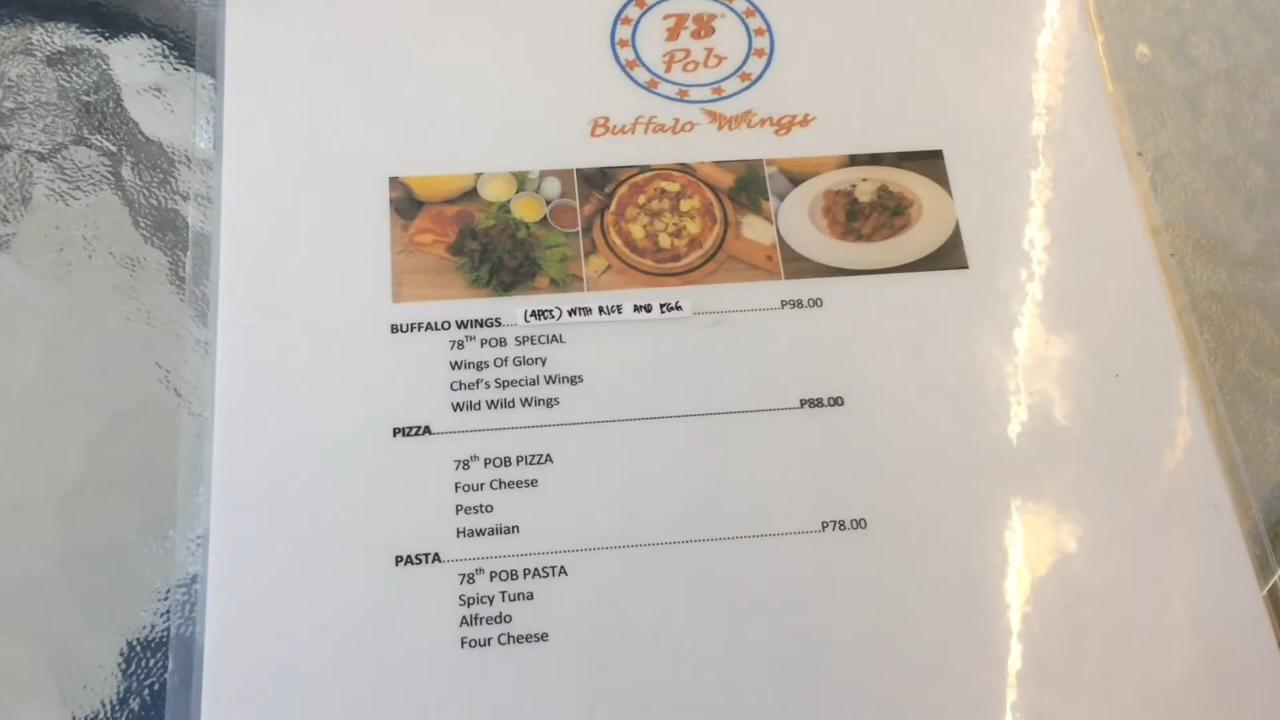 78th
Pob
Buffalo Wings
BUFFALO WINGS.... (4PCS) WITH RICE AND EGG ......................P98.00
78TH POB SPECIAL
Wings Of Glory
Chef's Special Wings
Wild Wild Wings
PIZZA...............................................................P88.00
78th POB PIZZA
Four Cheese
Pesto
Hawaiian
PASTA...............................................................P78.00
78th POB PASTA
Spicy Tuna
Alfredo
Four Cheese